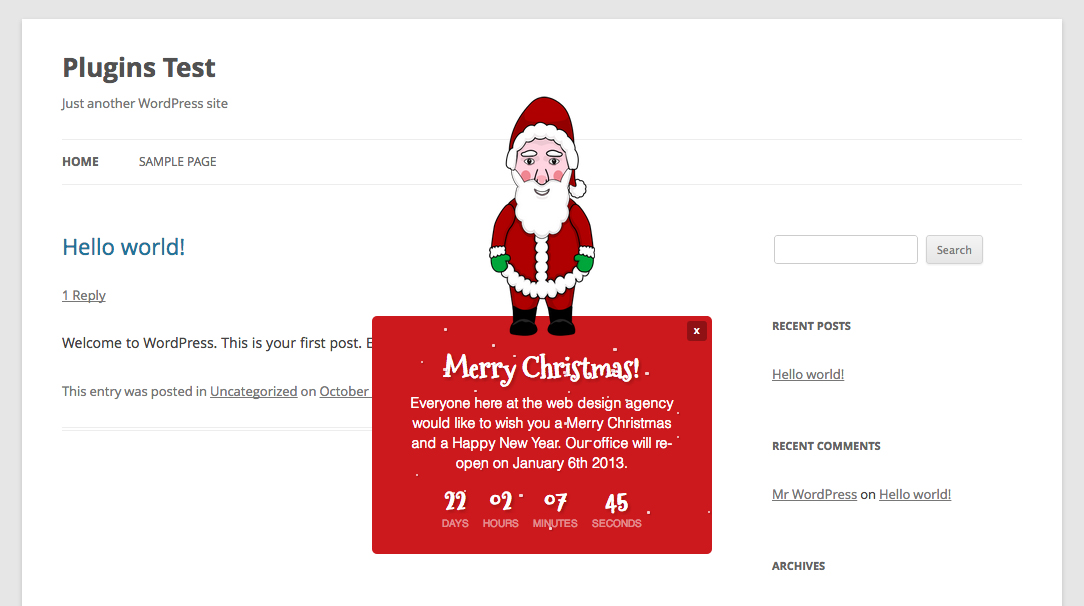 Plugins Test
Just another WordPress site
HOME SAMPLE PAGE
Hello world!
1 Reply
Welcome to WordPress. This is your first post.
This entry was posted in Uncategorized on October
x
Merry Christmas!
Everyone here at the web design agency
would like to wish you a Merry Christmas
and a Happy New Year. Our office will re-
open on January 6th 2013.
22 02 07 45
DAYS HOURS MINUTES SECONDS
Search
RECENT POSTS
Hello world!
RECENT COMMENTS
Mr WordPress on Hello world!
ARCHIVES